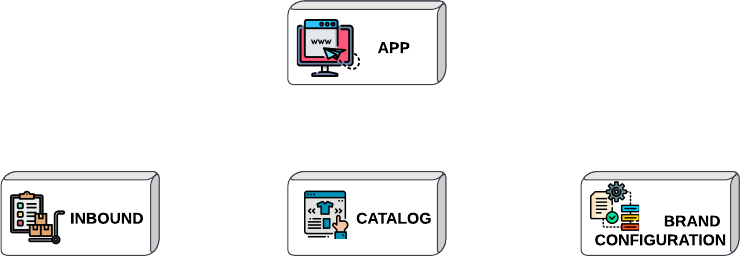 www
APP
INBOUND
CATALOG
BRAND
CONFIGURATION